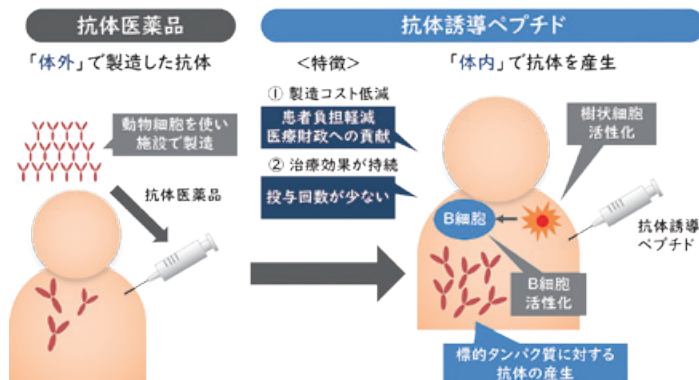 抗体医薬品
「体外」で製造した抗体
動物細胞を使い
施設で製造
抗体医薬品
抗体誘導ペプチド
<特徴>
① 製造コスト低減
患者負担軽減
医療財政への貢献
② 治療効果が持続
投与回数が少ない
「体内」で抗体を産生
樹状細胞
活性化
B細胞
抗体誘導
ペプチド
B細胞
活性化
標的タンパク質に対する
抗体の産生